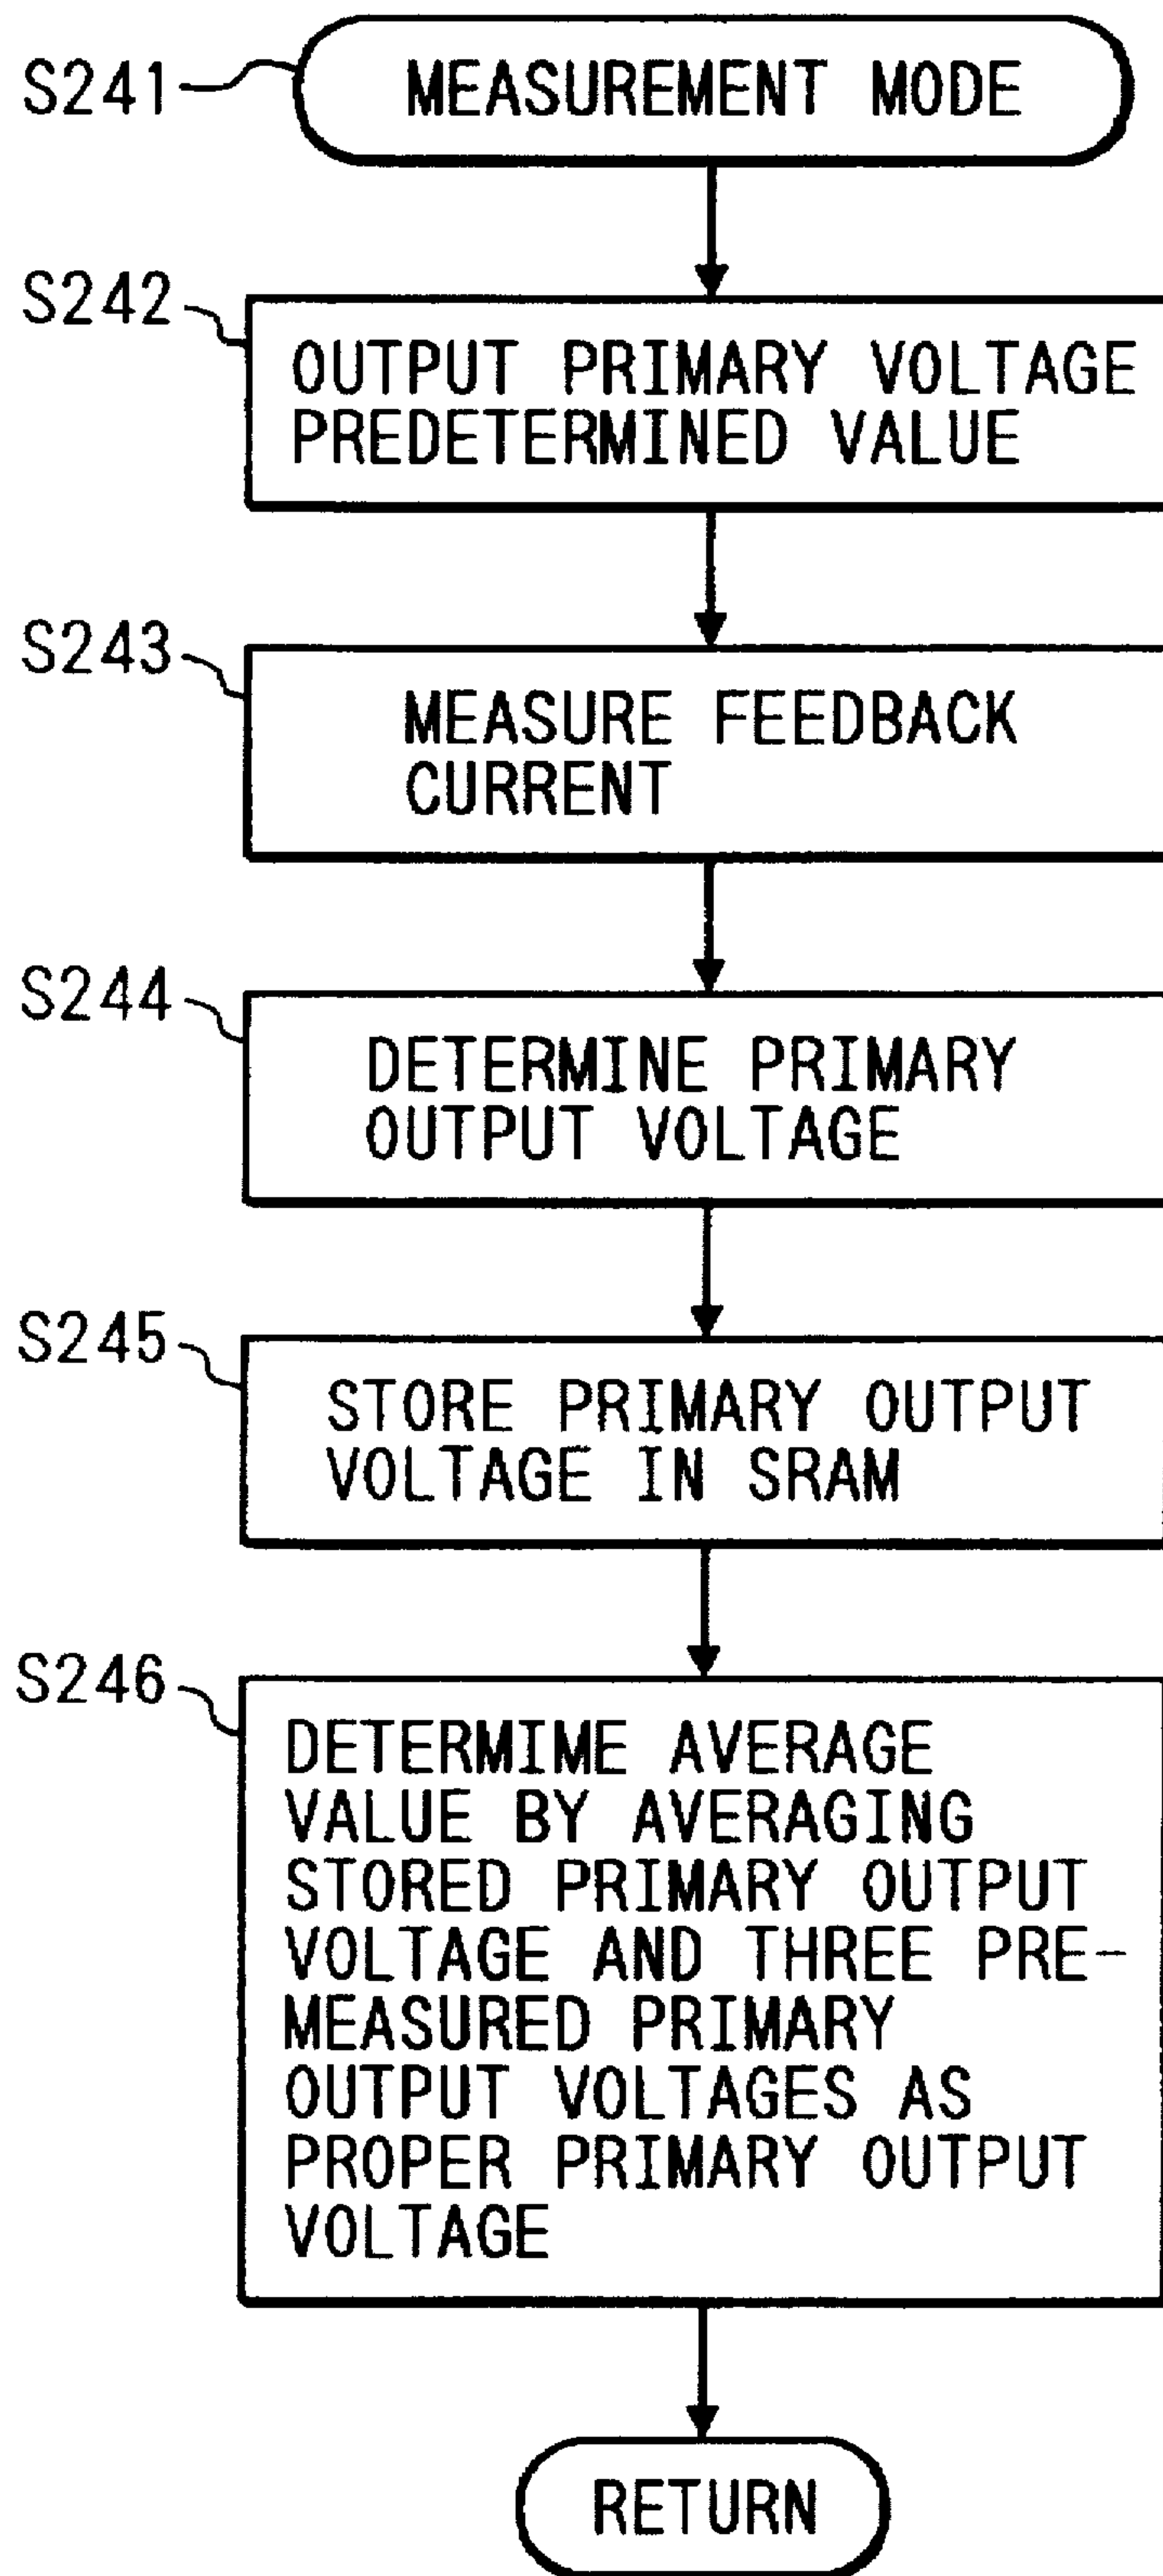 S241
MEASUREMENT MODE
S242
OUTPUT PRIMARY VOLTAGE
PREDETERMINED VALUE
S243
MEASURE FEEDBACK
CURRENT
S244
DETERMINE PRIMARY
OUTPUT VOLTAGE
S245
STORE PRIMARY OUTPUT
VOLTAGE IN SRAM
S246
DETERMIME AVERAGE
VALUE BY AVERAGING
STORED PRIMARY OUTPUT
VOLTAGE AND THREE PRE-
MEASURED PRIMARY
OUTPUT VOLTAGES AS
PROPER PRIMARY OUTPUT
VOLTAGE
RETURN